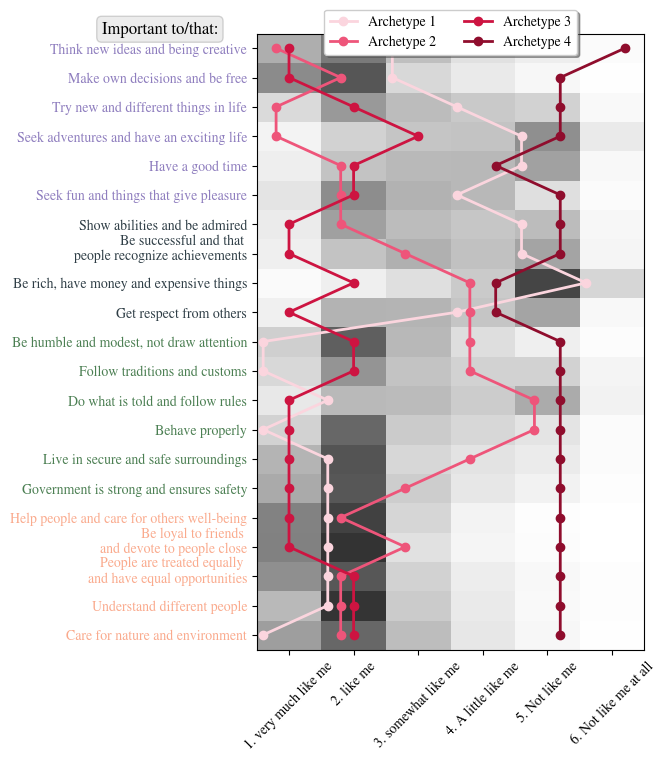 Important to/that:
Archetype 1
Archetype 2
Archetype 3
Archetype 4
Think new ideas and being creative
Make own decisions and be free
Try new and different things in life
Seek adventures and have an exciting life
Have a good time
Seek fun and things that give pleasure
Show abilities and be admired
Be successful and that
people recognize achievements
Be rich, have money and expensive things
Get respect from others
Be humble and modest, not draw attention
Follow traditions and customs
Do what is told and follow rules
Behave properly
Live in secure and safe surroundings
Government is strong and ensures safety
Help people and care for others well-being
Be loyal to friends
and devote to people close
People are treated equally
and have equal opportunities
Understand different people
Care for nature and environment
1. very much like me
2. like me
3. somewhat like me
4. A little like me
5. Not like me
6. Not like me at all